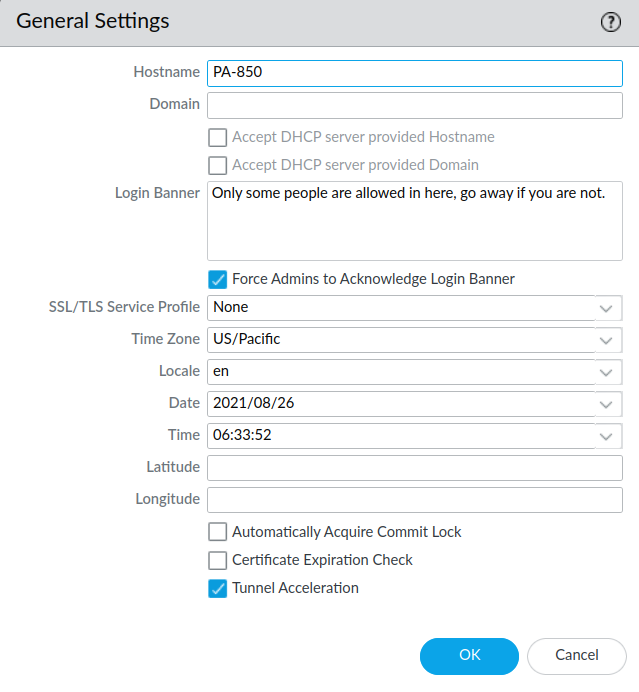 General Settings
Hostname PA-850
Domain
Accept DHCP server provided Hostname
Accept DHCP server provided Domain
Login Banner Only some people are allowed in here, go away if you are not.
Force Admins to Acknowledge Login Banner
SSL/TLS Service Profile None
Time Zone US/Pacific
Locale en
Date 2021/08/26
Time 06:33:52
Latitude
Longitude
Automatically Acquire Commit Lock
Certificate Expiration Check
Tunnel Acceleration
OK Cancel